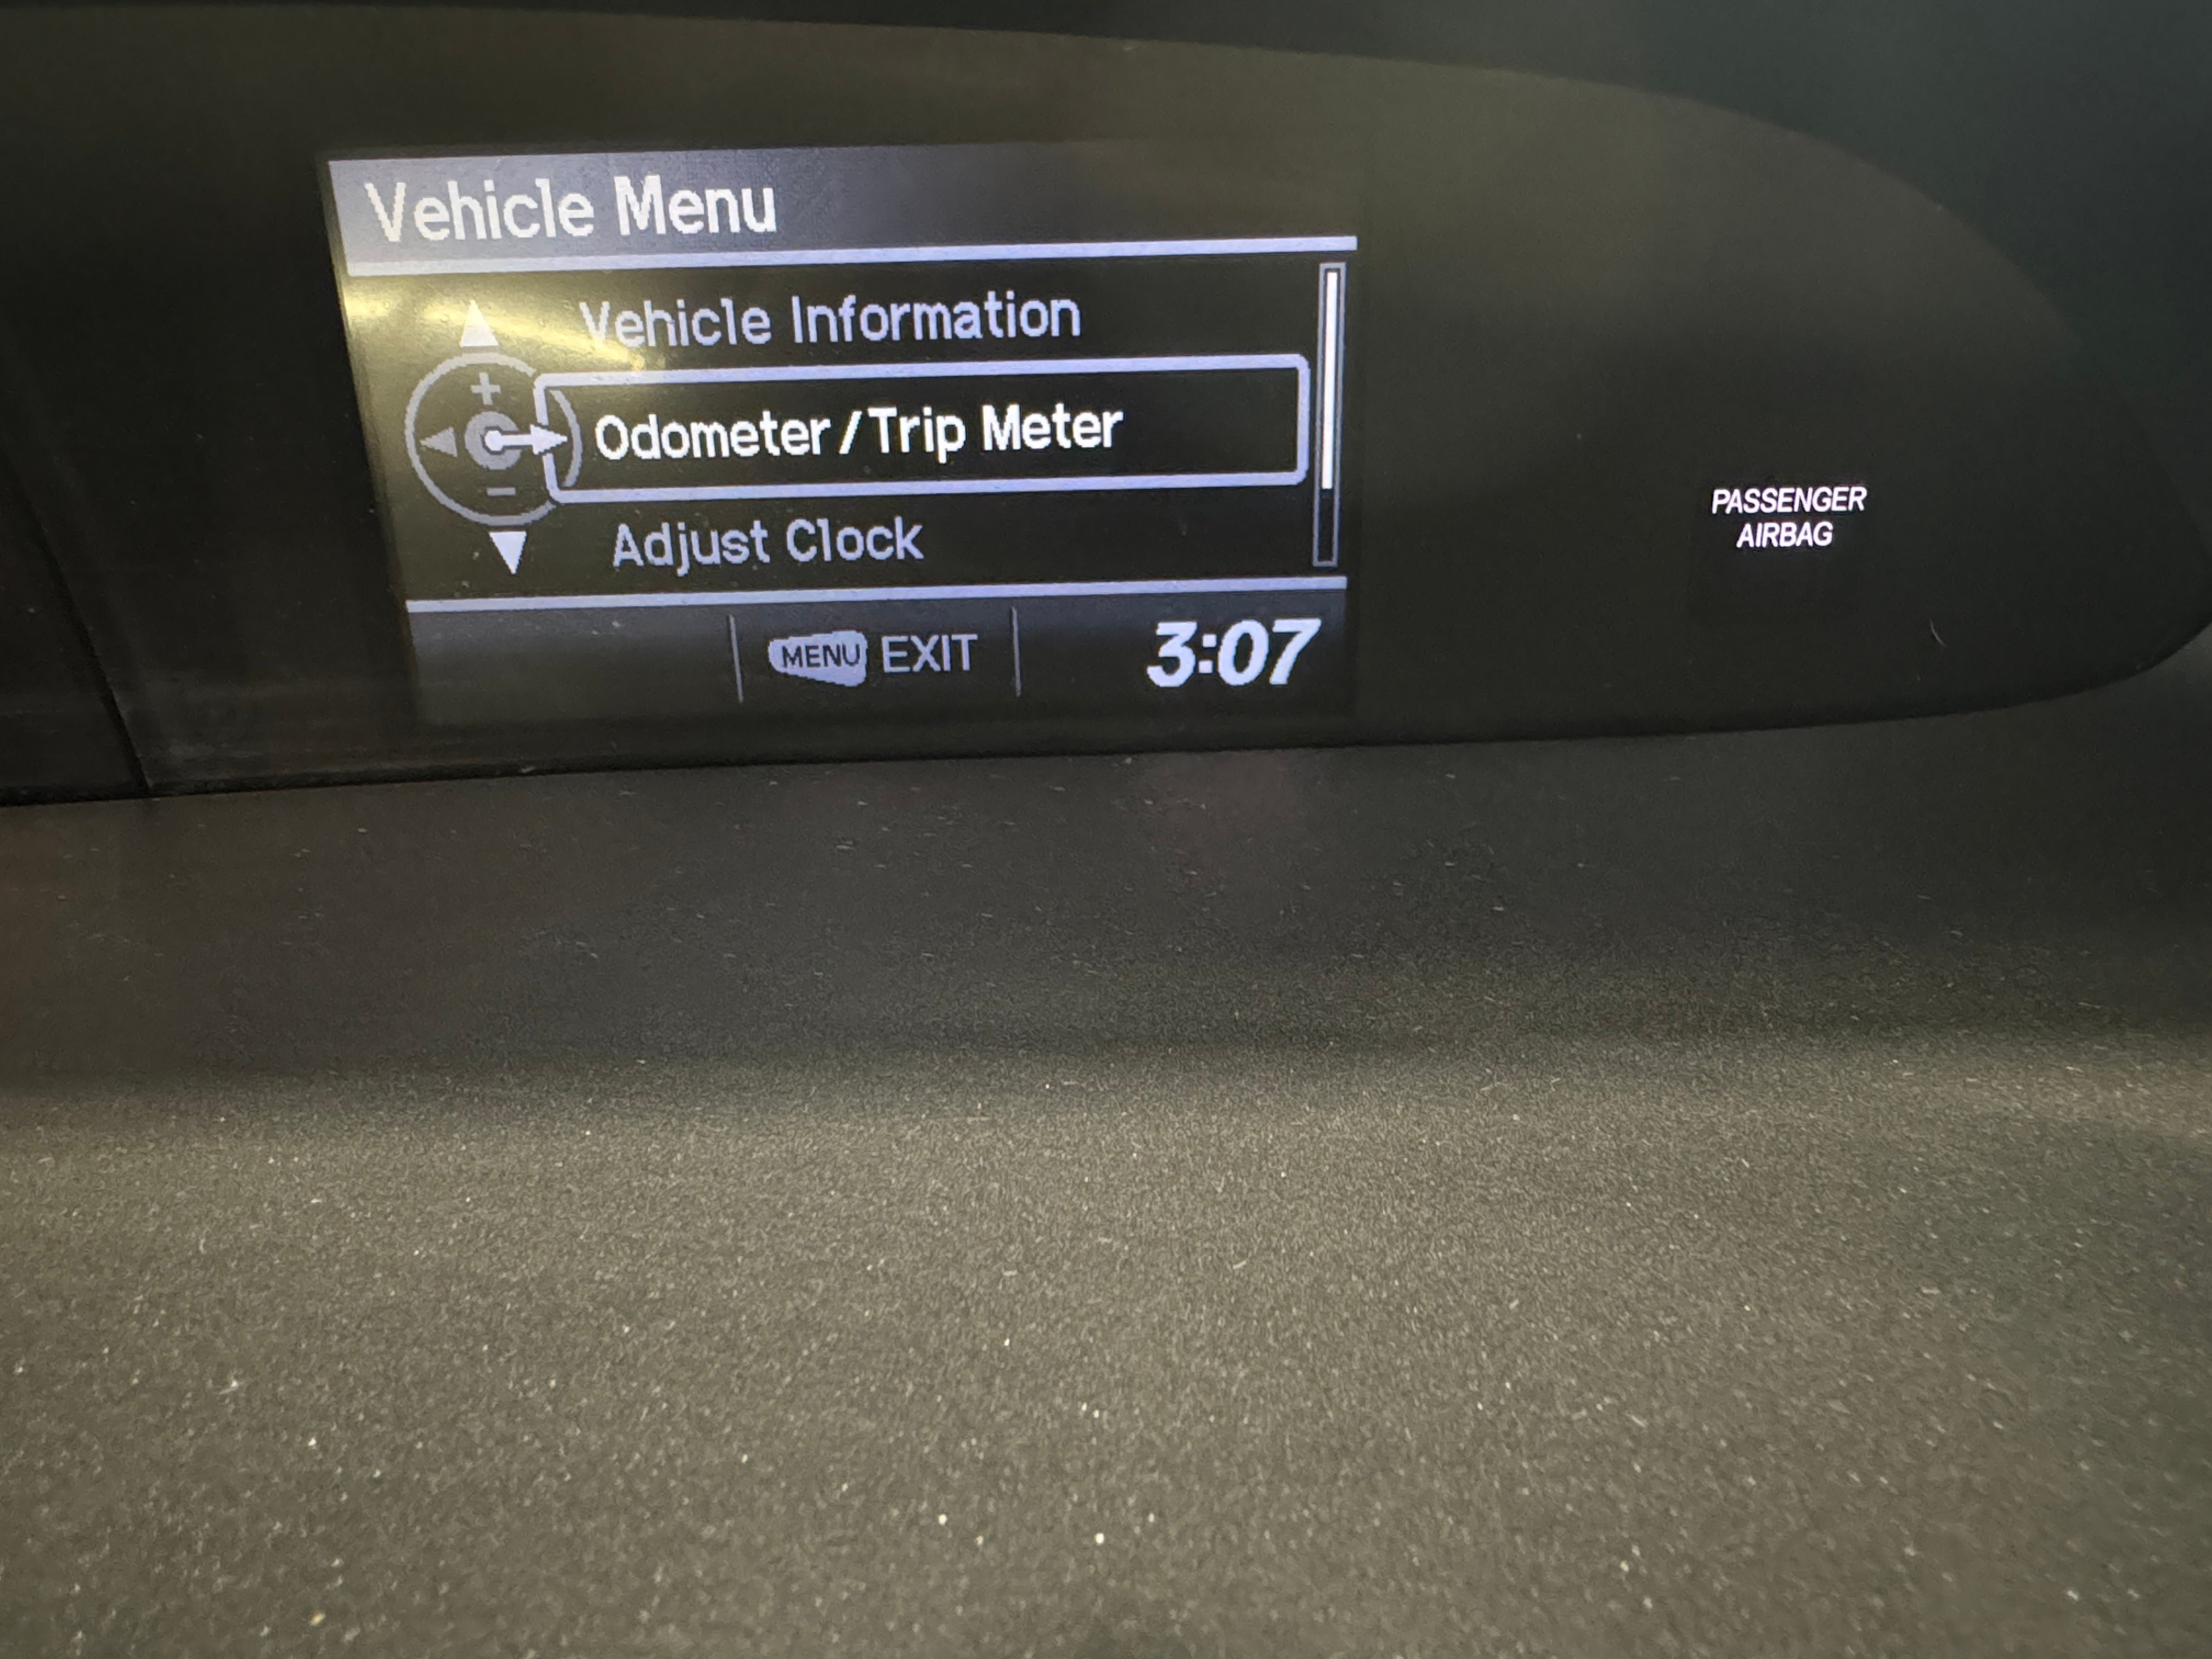 Vehicle Menu
Vehicle Information
+
Odometer/Trip Meter
−
Adjust Clock
MENU EXIT 3:07
PASSENGER
AIRBAG